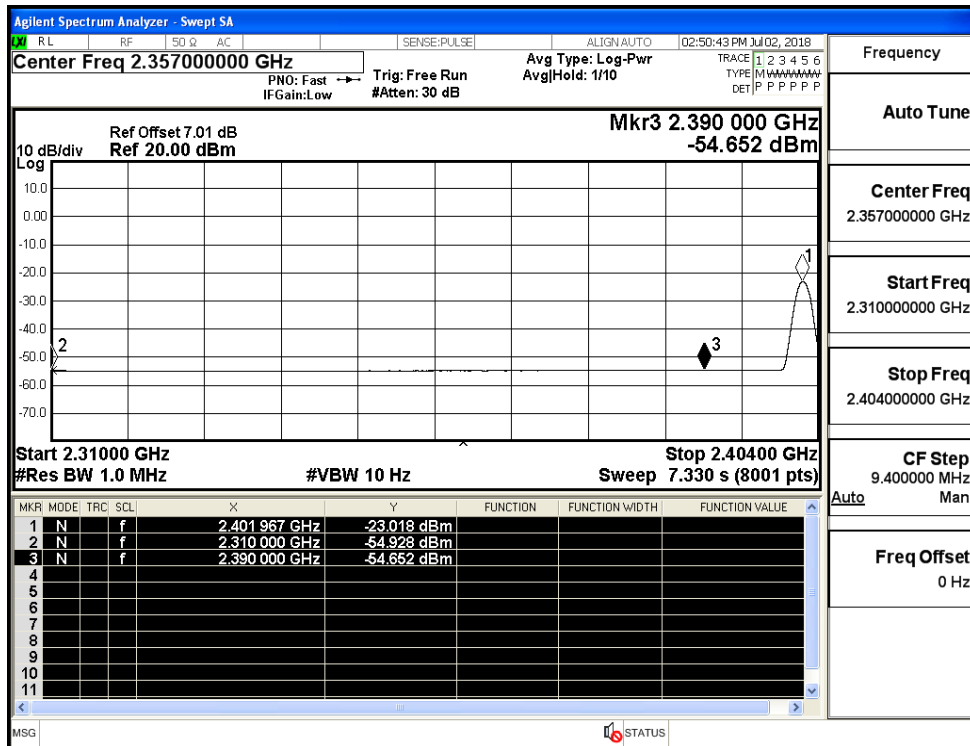 Agilent Spectrum Analyzer - Swept SA
LXI RL RF 50 Ω AC SENSE:PULSE ALIGN AUTO 02:50:43 PM Jul 02, 2018
Center Freq 2.357000000 GHz
PNO: Fast
IFGain:Low
Trig: Free Run
#Atten: 30 dB
Avg Type: Log-Pwr
Avg|Hold: 1/10
TRACE 1 2 3 4 5 6
TYPE M WWWWW
DET P P P P P P
Mkr3 2.390 000 GHz
-54.652 dBm
Ref Offset 7.01 dB
10 dB/div Ref 20.00 dBm
Log
10.0
0.00
-10.0
-20.0
-30.0
-40.0
-50.0
-60.0
-70.0
1
2
3
Start 2.31000 GHz Stop 2.40400 GHz
#Res BW 1.0 MHz #VBW 10 Hz Sweep 7.330 s (8001 pts)
MKR MODE TRC SCL X Y FUNCTION FUNCTION WIDTH FUNCTION VALUE
1 N f 2.401 967 GHz -23.018 dBm
2 N f 2.310 000 GHz -54.928 dBm
3 N f 2.390 000 GHz -54.652 dBm
4
5
6
7
8
9
10
11
MSG STATUS
Frequency
Auto Tune
Center Freq
2.357000000 GHz
Start Freq
2.310000000 GHz
Stop Freq
2.404000000 GHz
CF Step
9.400000 MHz
Auto Man
Freq Offset
0 Hz